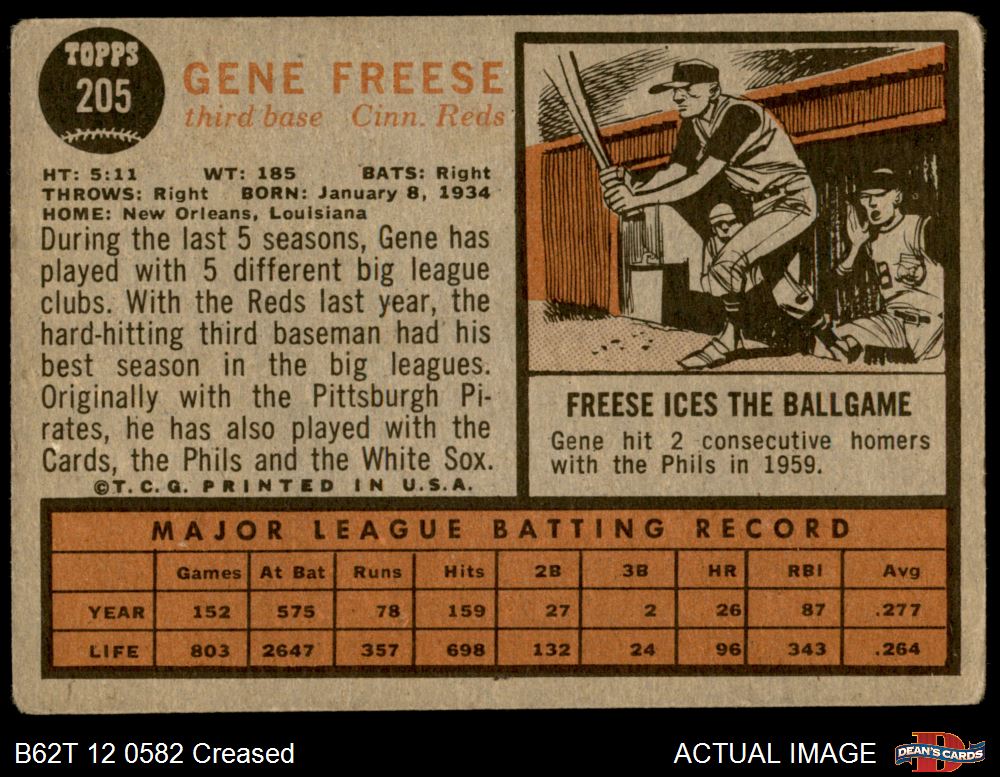 TOPPS
205
GENE FREESE
third base Cinn. Reds
HT: 5:11 WT: 185 BATS: Right
THROWS: Right BORN: January 8, 1934
HOME: New Orleans, Louisiana
During the last 5 seasons, Gene has
played with 5 different big league
clubs. With the Reds last year, the
hard-hitting third baseman had his
best season in the big leagues.
Originally with the Pittsburgh Pi-
rates, he has also played with the
Cards, the Phils and the White Sox.
©T.C.G. PRINTED IN U.S.A.
FREESE ICES THE BALLGAME
Gene hit 2 consecutive homers
with the Phils in 1959.
MAJOR LEAGUE BATTING RECORD
Games At Bat Runs Hits 2B 3B HR RBI Avg
YEAR 152 575 78 159 27 2 26 87 .277
LIFE 803 2647 357 698 132 24 96 343 .264
B62T 12 0582 Creased
ACTUAL IMAGE
D
DEAN'S CARDS